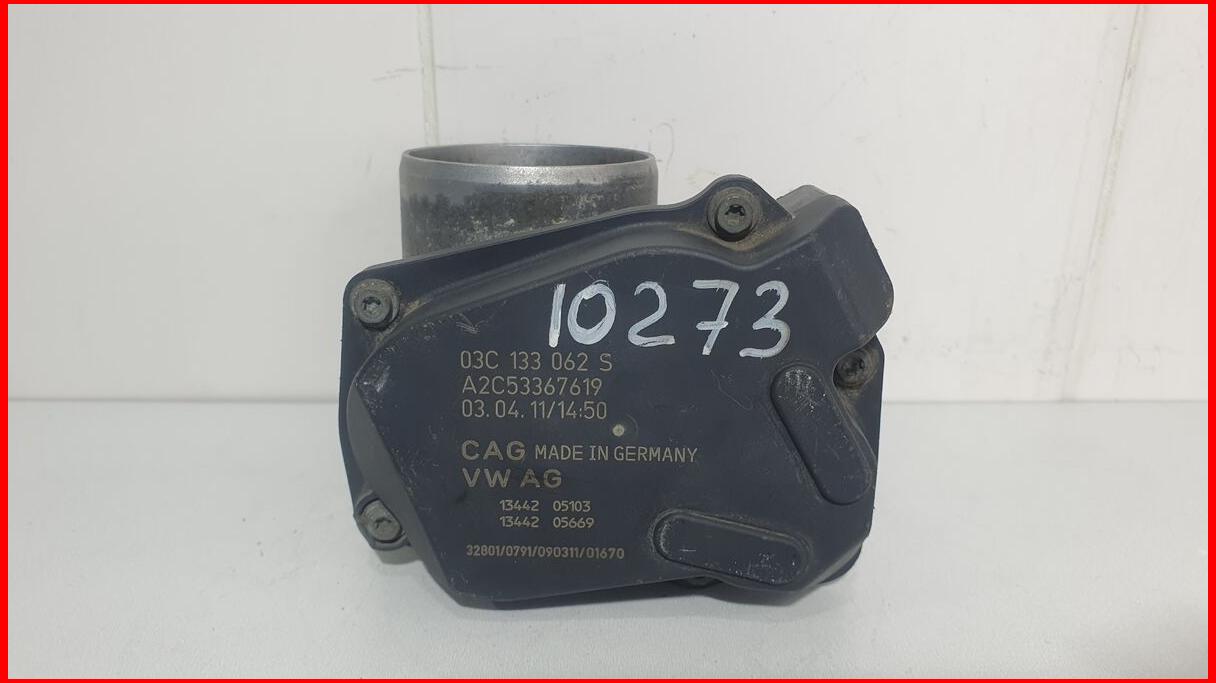 10273
03C 133 062 S
A2C53367619
03.04.11/14:50
CAG MADE IN GERMANY
VW AG
13442 05103
13442 05669
32801/0791/090311/01670